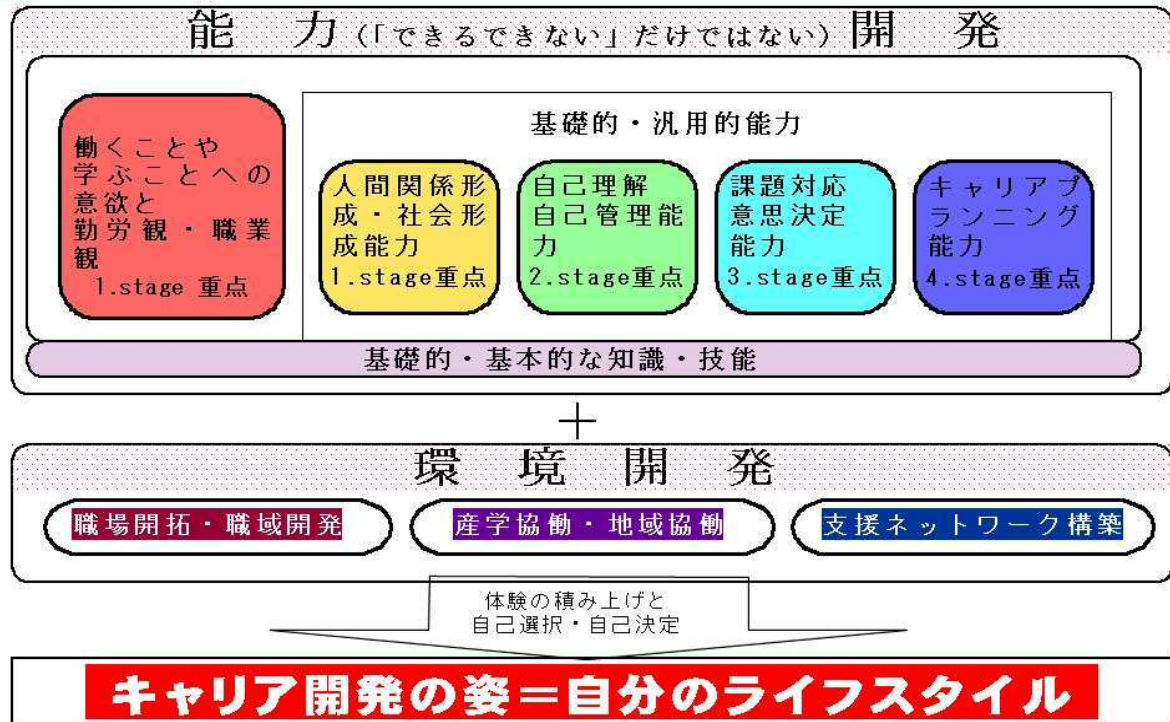 能力(「できるできない」だけではない)開発
働くことや
学ぶことへの
意欲と
勤労観・職業
観
1.stage 重点
基礎的・汎用的能力
人間関係形
成・社会形
成能力
1.stage重点
自己理解
自己管理能
力
2.stage重点
課題対応
意思決定
能力
3.stage重点
キャリアプ
ランニング
能力
4.stage重点
基礎的・基本的な知識・技能
+
環境開発
職場開拓・職域開発
産学協働・地域協働
支援ネットワーク構築
体験の積み上げと
自己選択・自己決定
キャリア開発の姿=自分のライフスタイル